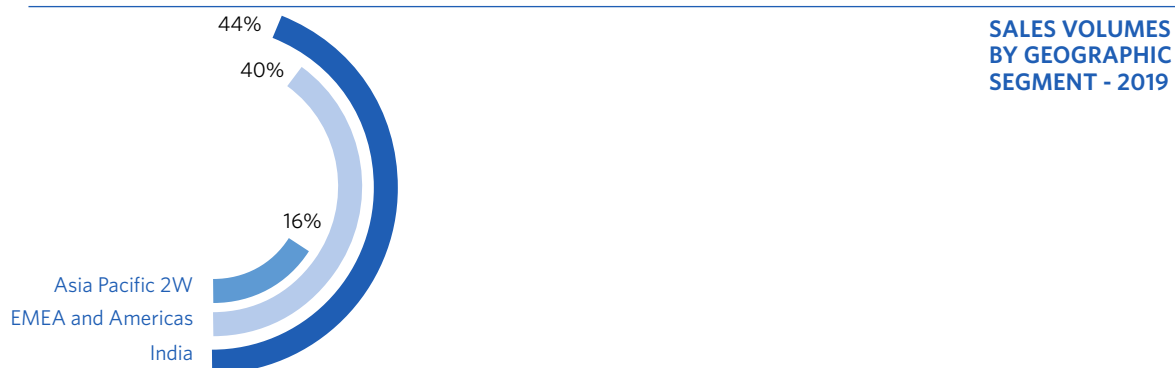 SALES VOLUMES
BY GEOGRAPHIC
SEGMENT - 2019
44%
40%
16%
Asia Pacific 2W
EMEA and Americas
India